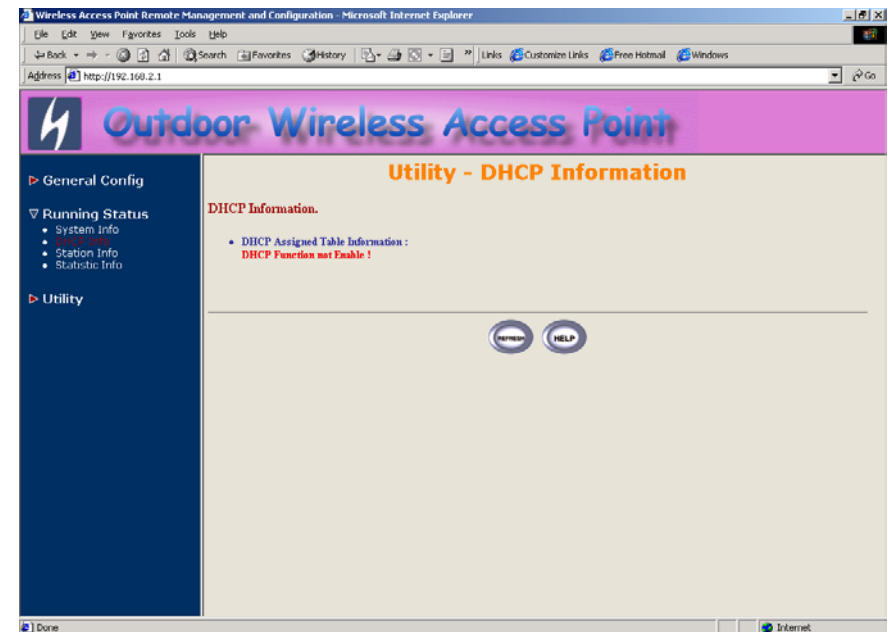 Wireless Access Point Remote Management and Configuration - Microsoft Internet Explorer
File Edit View Favorites Tools Help
Back Search Favorites History Links Customize Links Free Hotmail Windows
Address http://192.168.2.1 Go
Outdoor Wireless Access Point
General Config
Running Status
System Info
DHCP Info
Station Info
Statistic Info
Utility
Utility - DHCP Information
DHCP Information.
DHCP Assigned Table Information :
DHCP Function not Enable !
REFRESH HELP
Done Internet